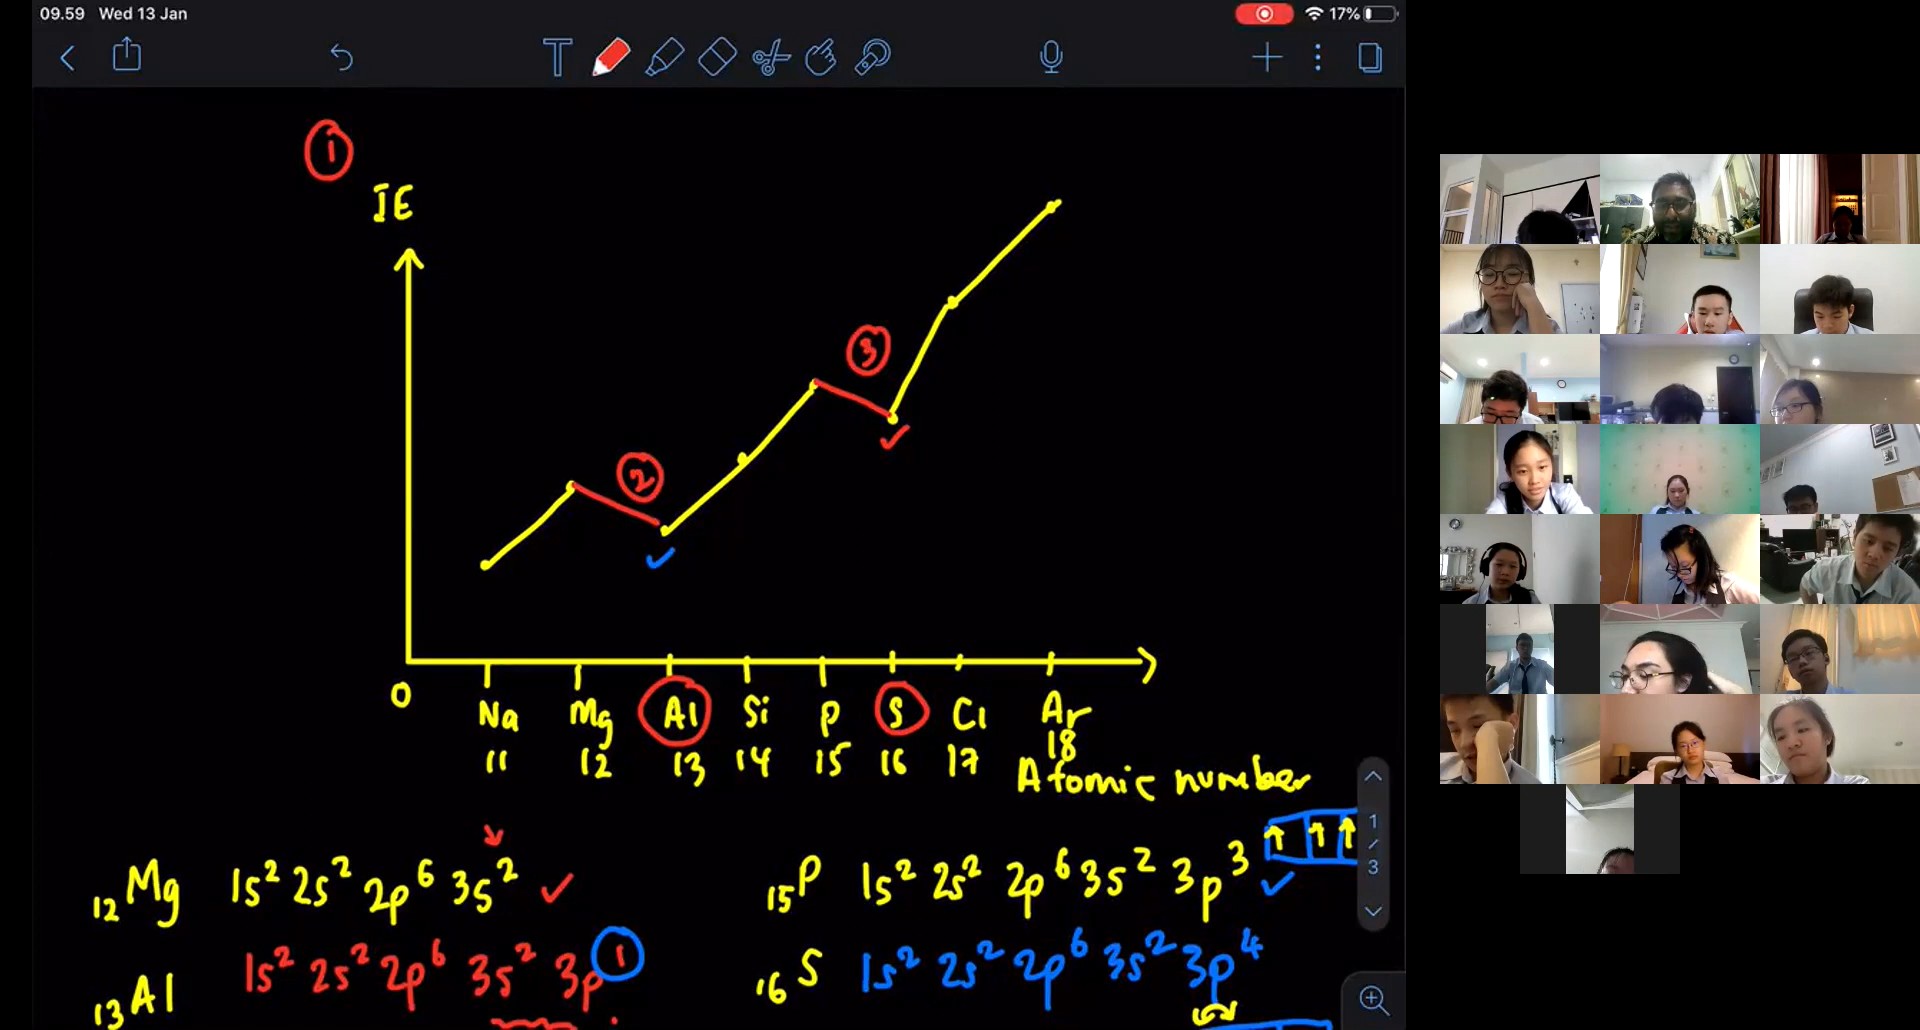 09.59 Wed 13 Jan
17%
①
IE
③
②
0
Na Mg Al Si P S Cl Ar
11 12 13 14 15 16 17 18
Atomic number
1
/
3
₁₂Mg 1s² 2s² 2p⁶ 3s²
₁₅P 1s² 2s² 2p⁶ 3s² 3p³
₁₃Al 1s² 2s² 2p⁶ 3s² 3p¹
₁₆S 1s² 2s² 2p⁶ 3s² 3p⁴